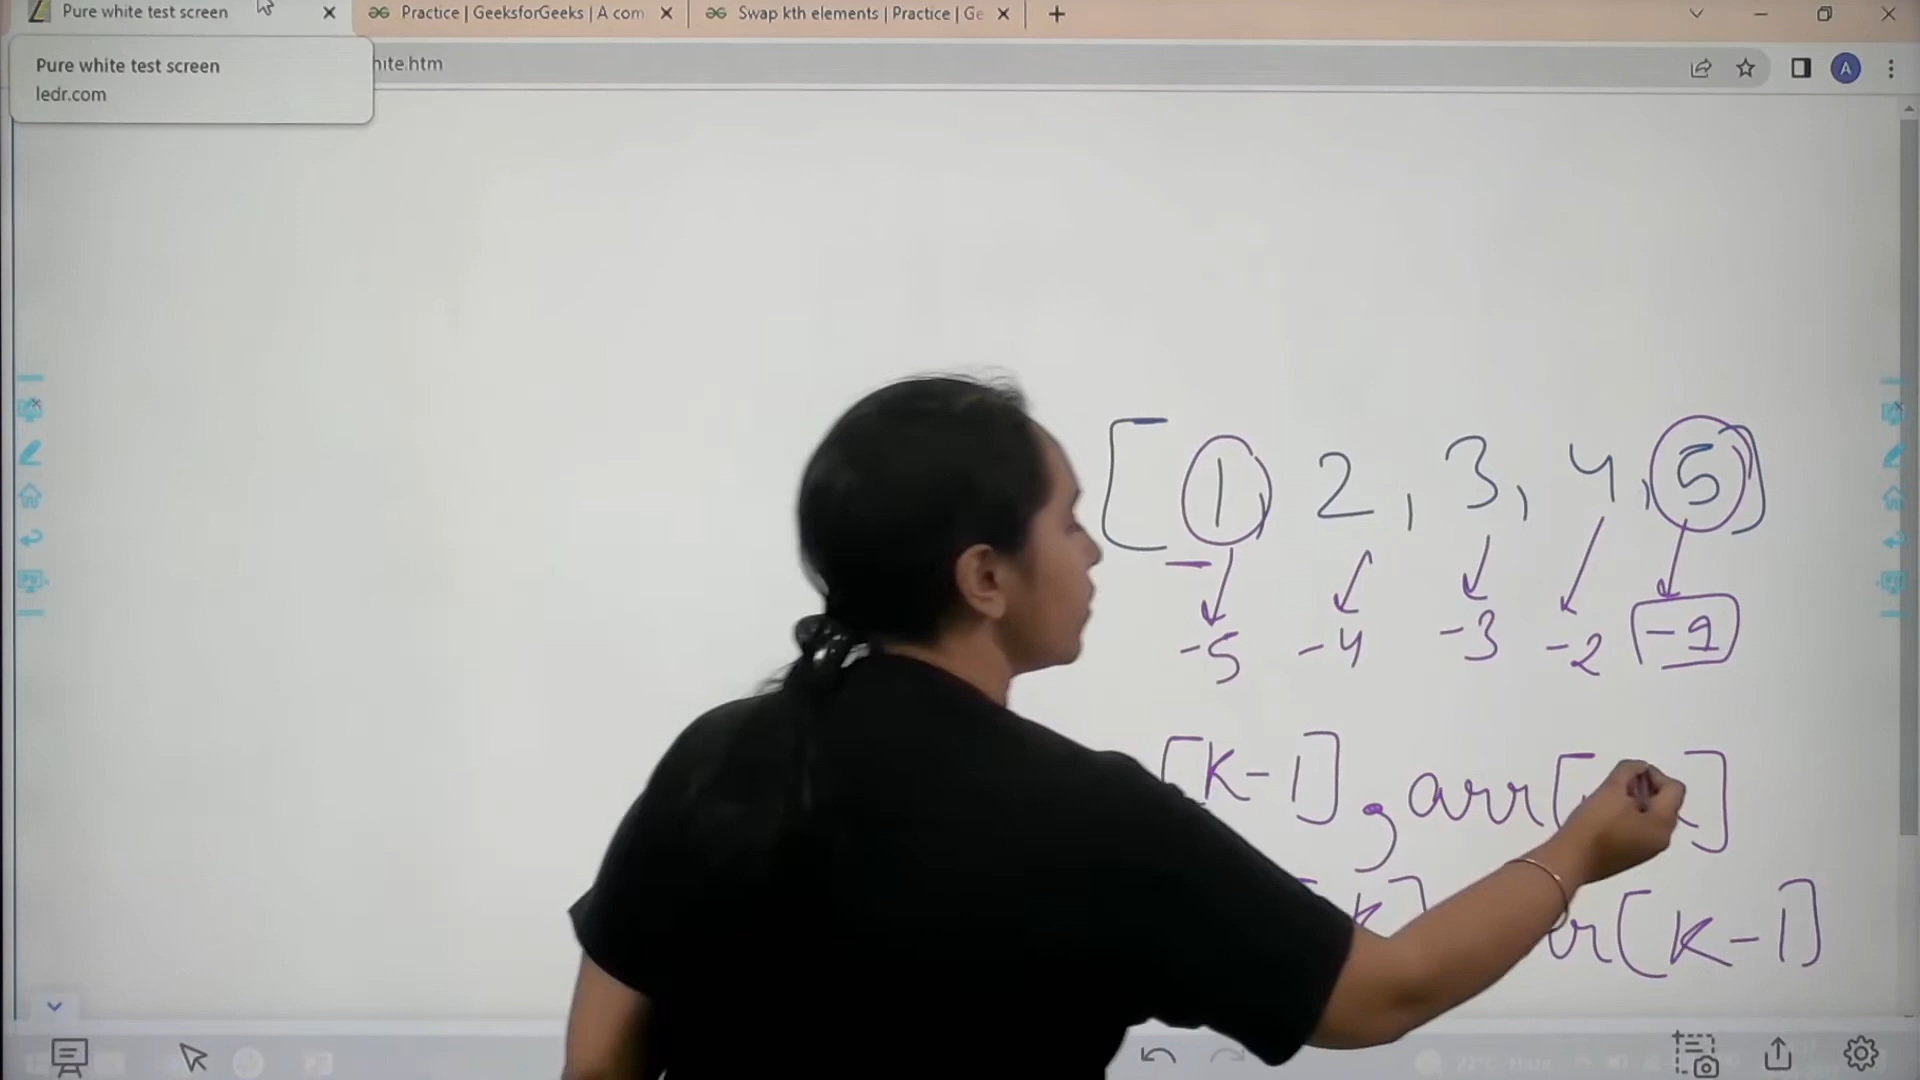 Pure white test screen
Practice | GeeksforGeeks | A com
Swap kth elements | Practice | Ge
Pure white test screen
hite.htm
A
ledr.com
[ 1, 2, 3, 4, 5 ]
-5 -4 -3 -2 -1
[K-1], arr[
K] r[K-1]